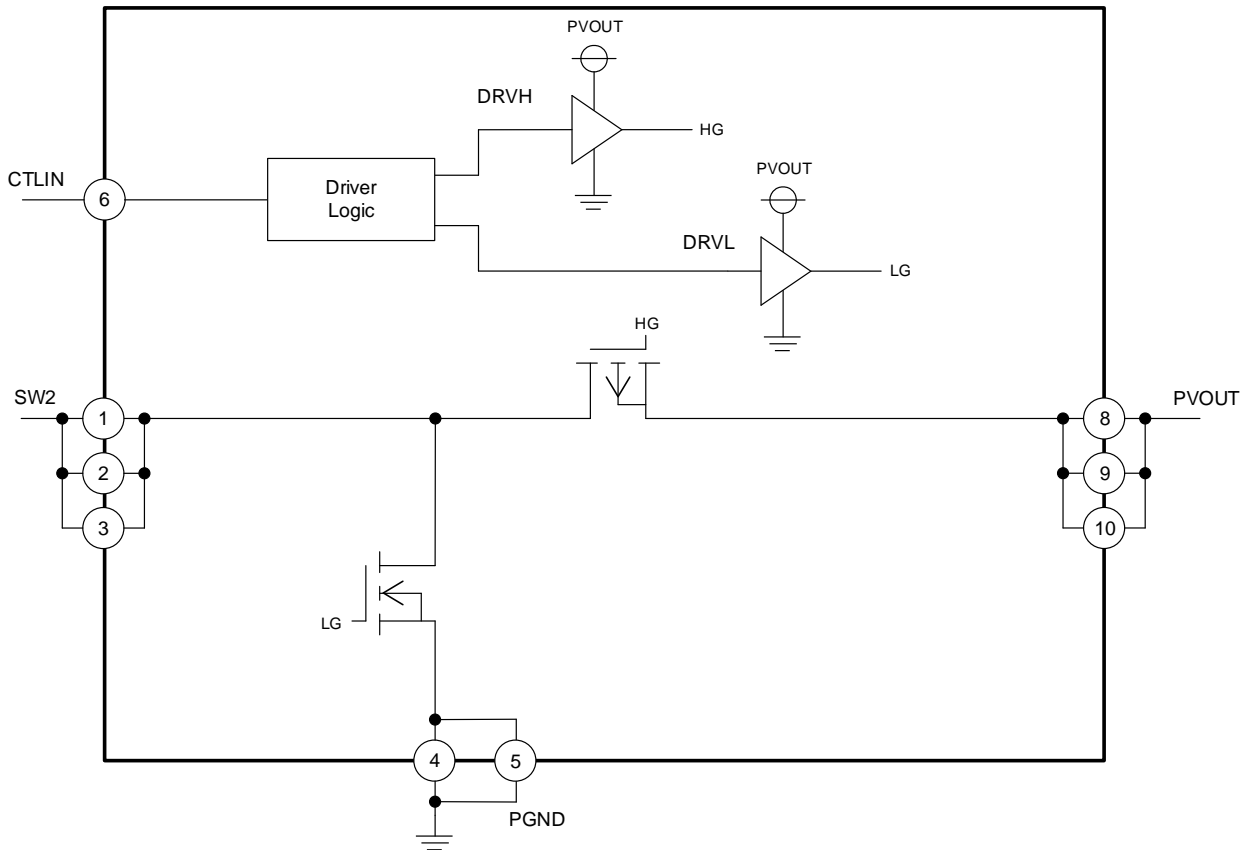 PVOUT
DRVH
HG
CTLIN
6
Driver
Logic
PVOUT
DRVL
LG
HG
SW2
1
2
3
8
9
10
PVOUT
LG
4
5
PGND